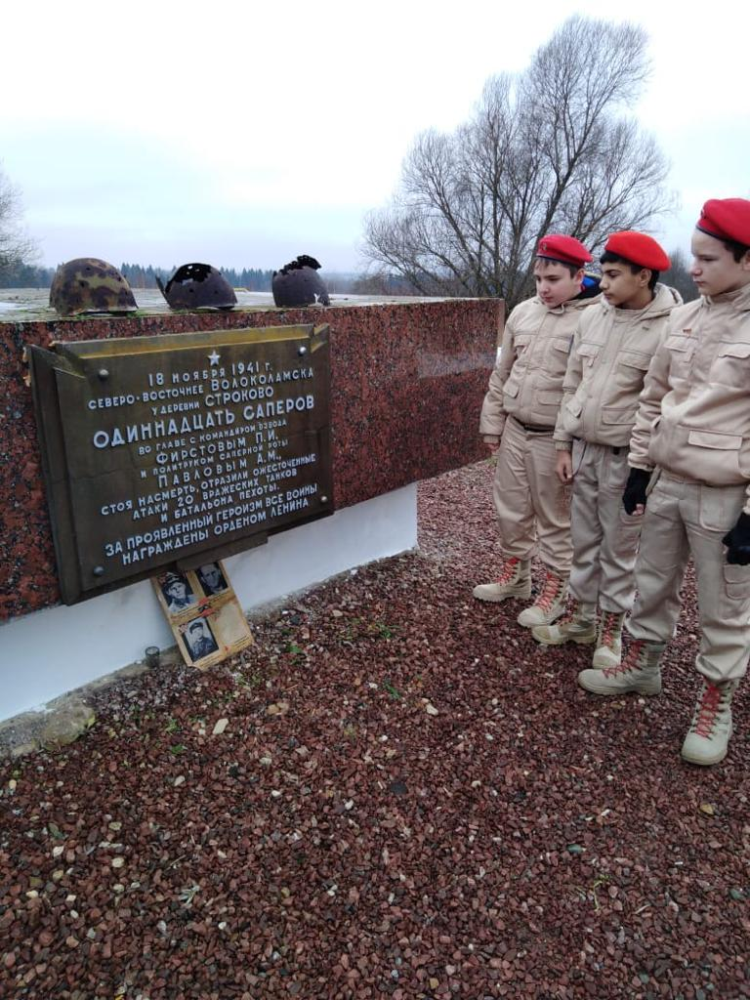 18 НОЯБРЯ 1941 г.
СЕВЕРО-ВОСТОЧНЕЕ ВОЛОКОЛАМСКА
У ДЕРЕВНИ СТРОКОВО
ОДИННАДЦАТЬ САПЕРОВ
ВО ГЛАВЕ С КОМАНДИРОМ ВЗВОДА
ФИРСТОВЫМ П.И.
И ПОЛИТРУКОМ САПЕРНОЙ РОТЫ
ПАВЛОВЫМ А.М.,
СТОЯ НАСМЕРТЬ, ОТРАЗИЛИ ОЖЕСТОЧЕННЫЕ
АТАКИ 20 ВРАЖЕСКИХ ТАНКОВ
И БАТАЛЬОНА ПЕХОТЫ.
ЗА ПРОЯВЛЕННЫЙ ГЕРОИЗМ ВСЕ ВОИНЫ
НАГРАЖДЕНЫ ОРДЕНОМ ЛЕНИНА